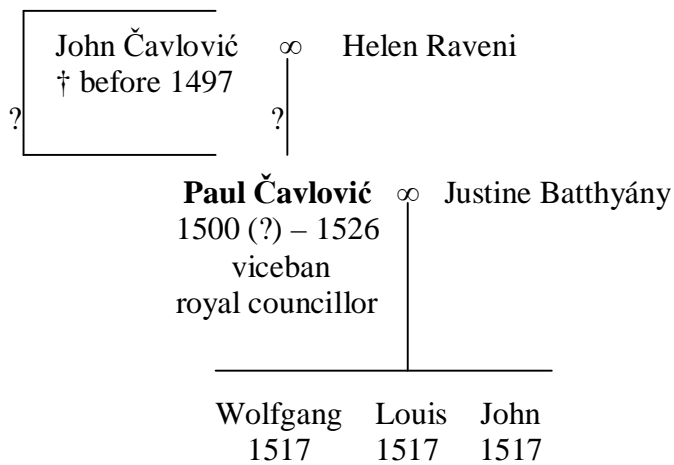 John Čavlović ∞ Helen Raveni
† before 1497
? ?
Paul Čavlović ∞ Justine Batthyány
1500 (?) – 1526
viceban
royal councillor
Wolfgang Louis John
1517 1517 1517